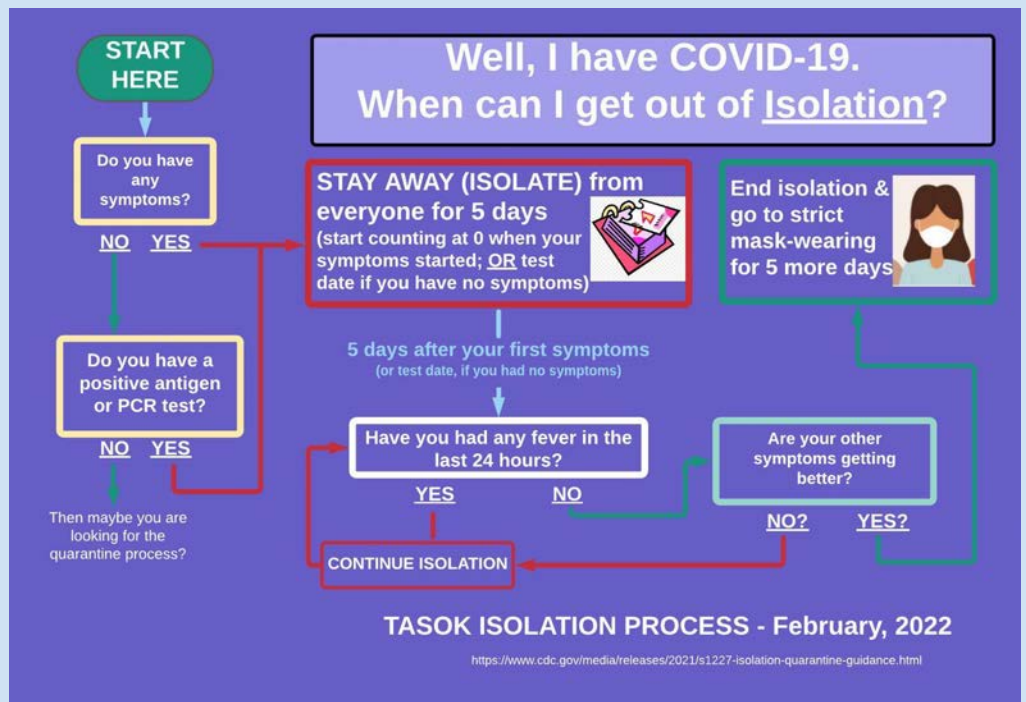 START
HERE
Well, I have COVID-19.
When can I get out of Isolation?
Do you have
any
symptoms?
NO YES
STAY AWAY (ISOLATE) from
everyone for 5 days
(start counting at 0 when your
symptoms started; OR test
date if you have no symptoms)
End isolation &
go to strict
mask-wearing
for 5 more days
Do you have a
positive antigen
or PCR test?
NO YES
Then maybe you are
looking for the
quarantine process?
5 days after your first symptoms
(or test date, if you had no symptoms)
Have you had any fever in the
last 24 hours?
YES NO
Are your other
symptoms getting
better?
NO? YES?
CONTINUE ISOLATION
TASOK ISOLATION PROCESS - February, 2022
https://www.cdc.gov/media/releases/2021/s1227-isolation-quarantine-guidance.html